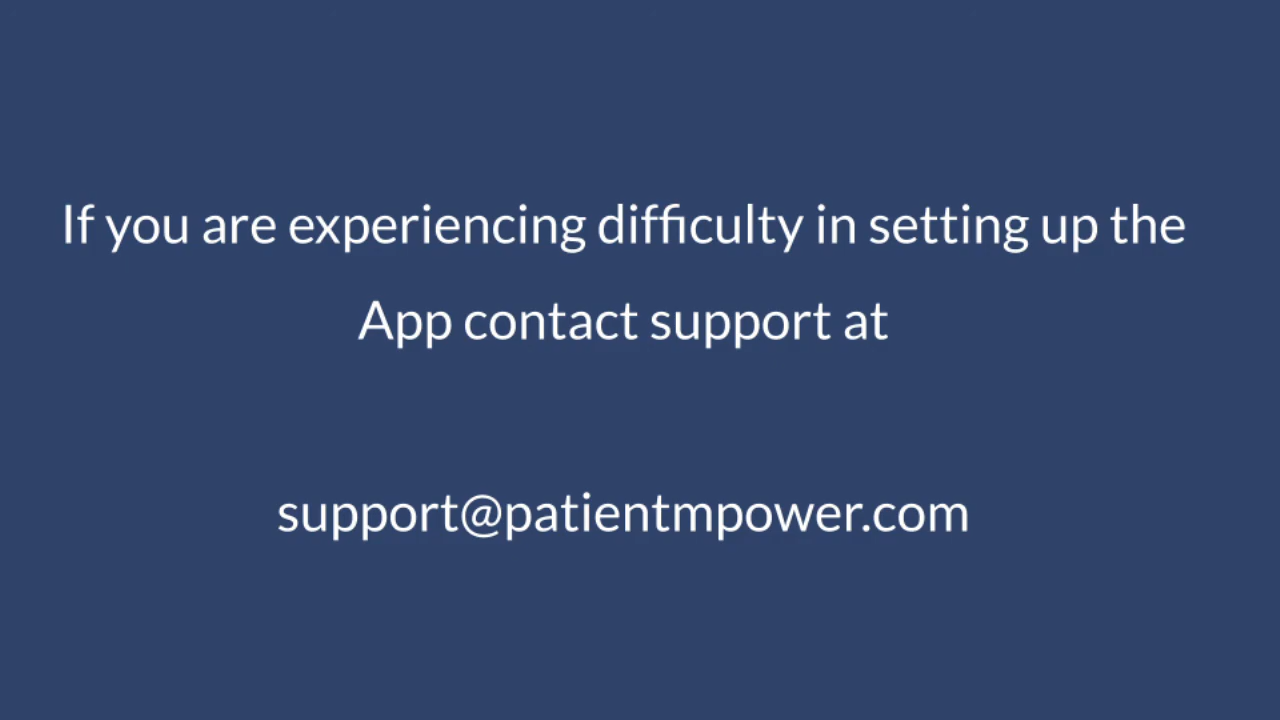 If you are experiencing difficulty in setting up the
App contact support at
support@patientmpower.com